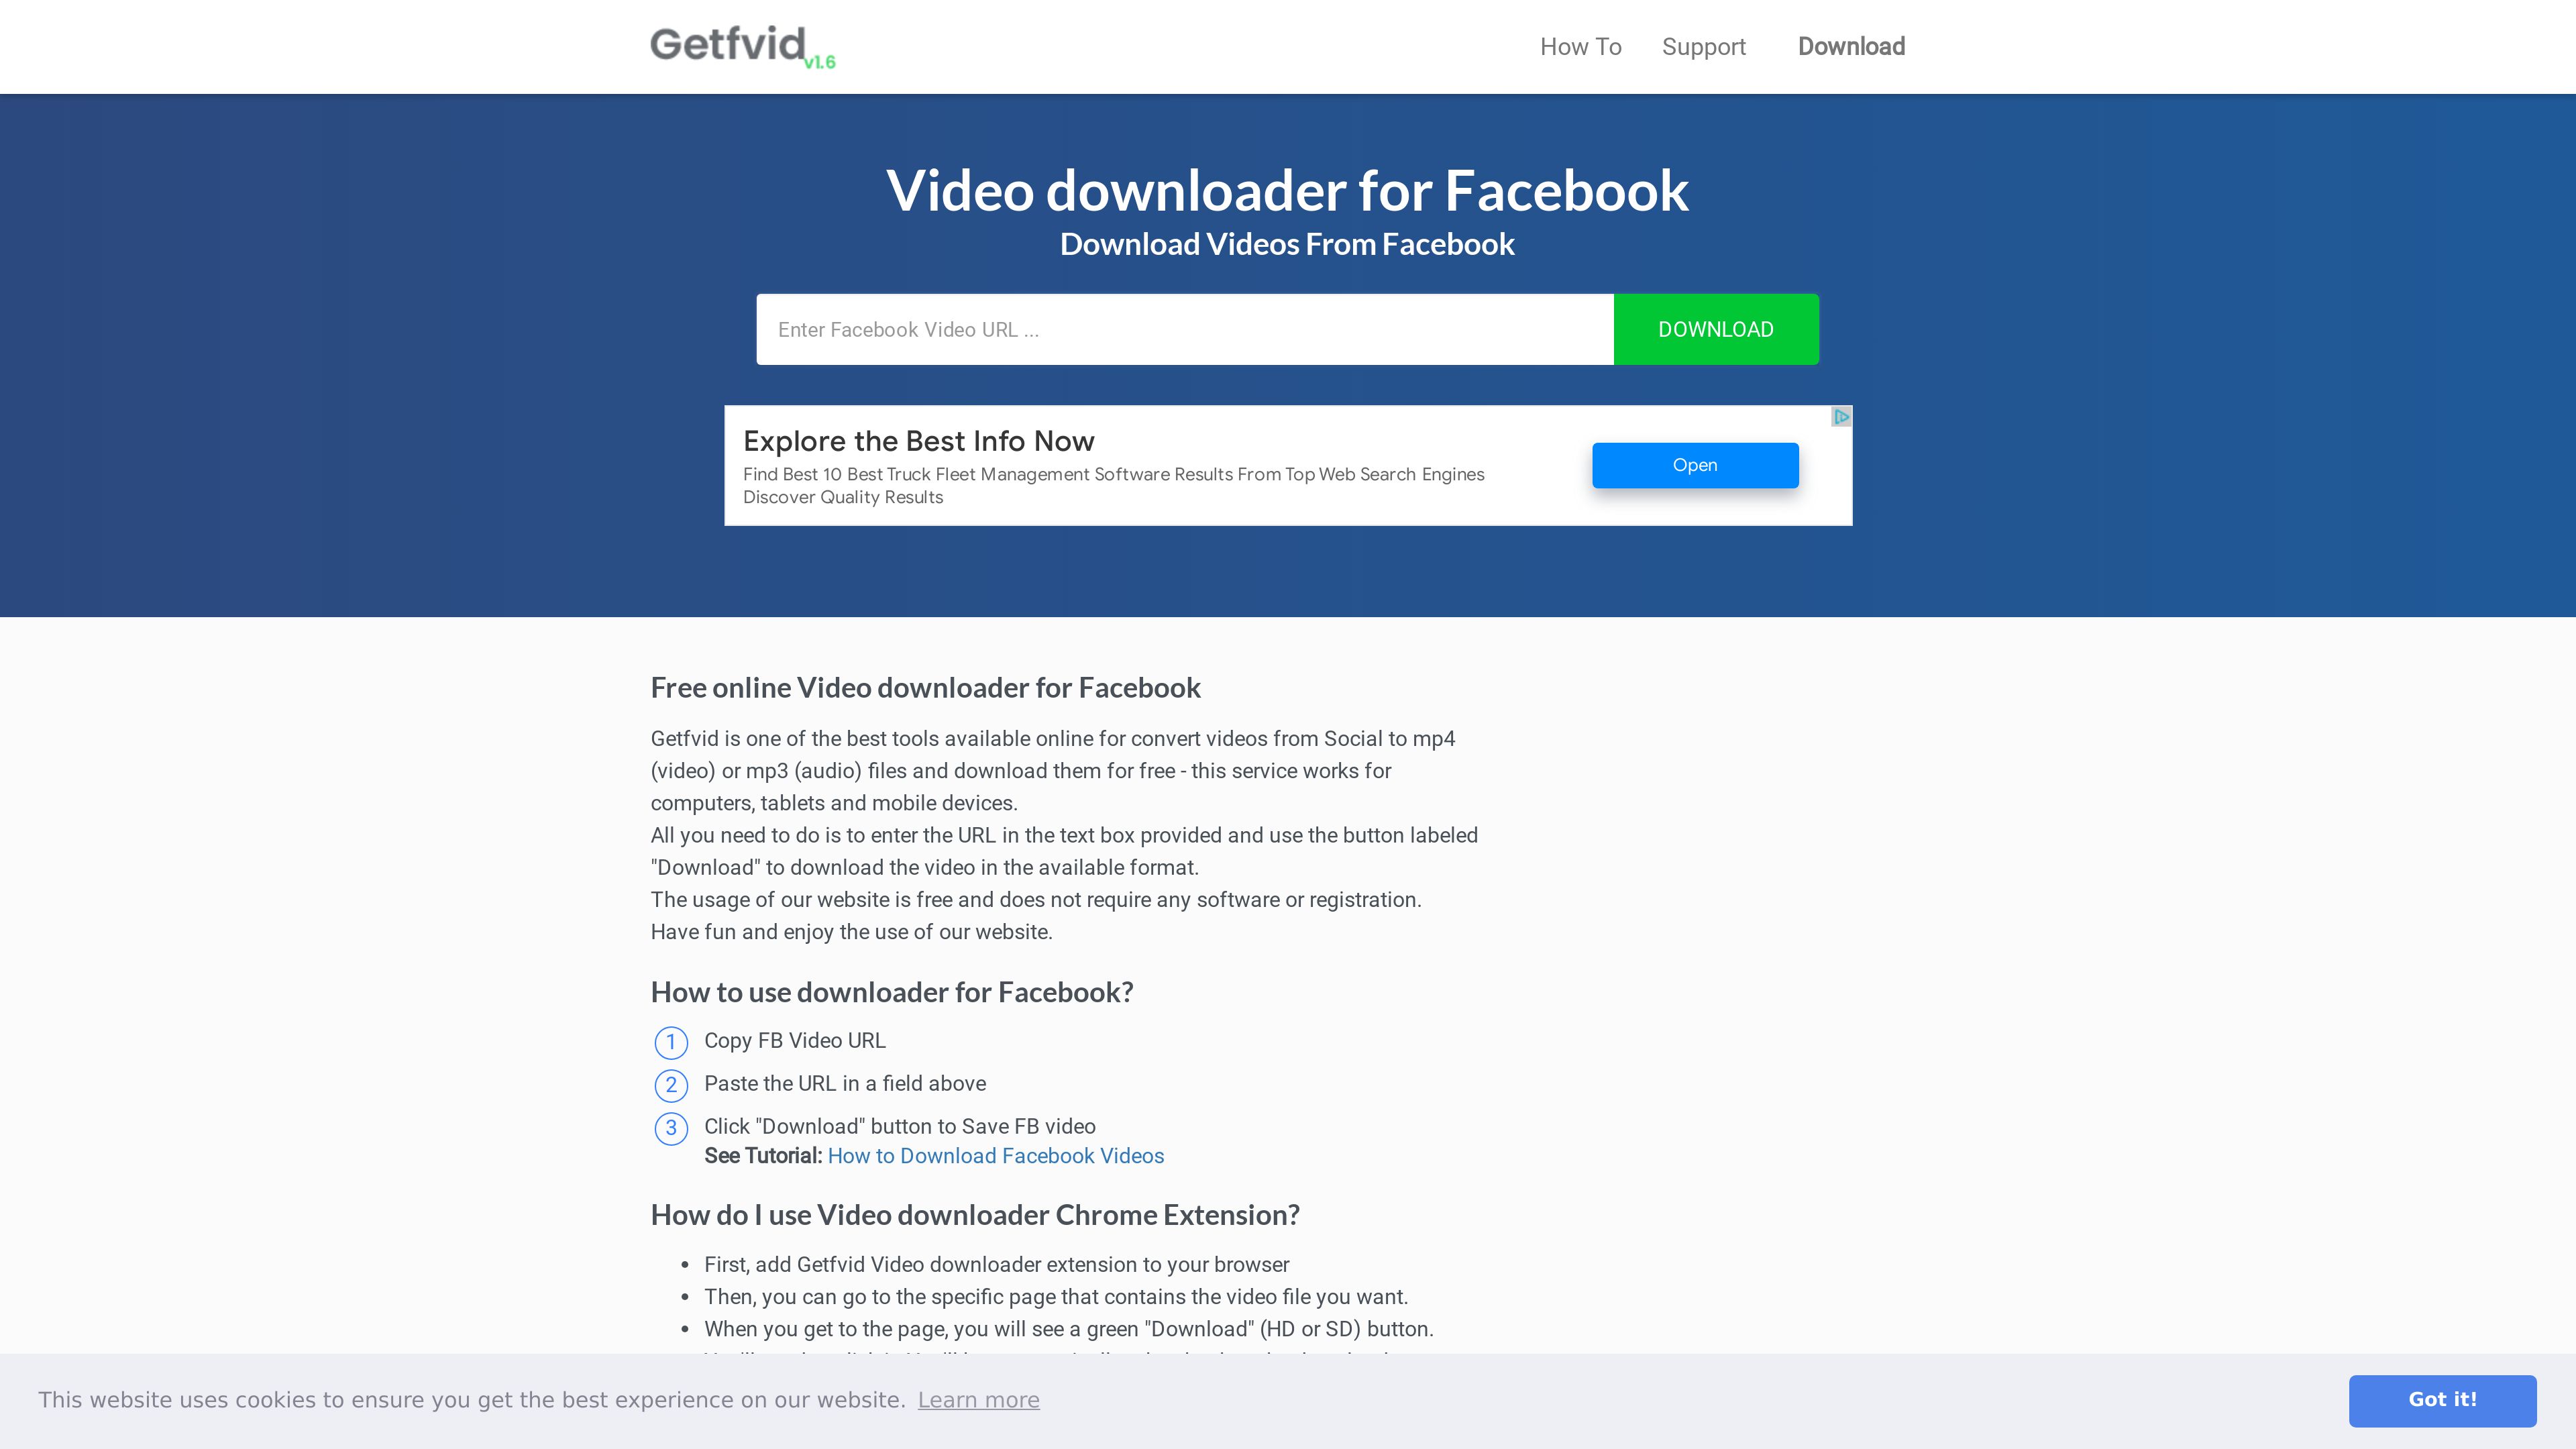 Getfvid v1.6
How To Support Download
Video downloader for Facebook
Download Videos From Facebook
Enter Facebook Video URL ...
DOWNLOAD
Explore the Best Info Now
Find Best 10 Best Truck Fleet Management Software Results From Top Web Search Engines
Discover Quality Results
Open
Free online Video downloader for Facebook
Getfvid is one of the best tools available online for convert videos from Social to mp4
(video) or mp3 (audio) files and download them for free - this service works for
computers, tablets and mobile devices.
All you need to do is to enter the URL in the text box provided and use the button labeled
"Download" to download the video in the available format.
The usage of our website is free and does not require any software or registration.
Have fun and enjoy the use of our website.
How to use downloader for Facebook?
1 Copy FB Video URL
2 Paste the URL in a field above
3 Click "Download" button to Save FB video
See Tutorial: How to Download Facebook Videos
How do I use Video downloader Chrome Extension?
• First, add Getfvid Video downloader extension to your browser
• Then, you can go to the specific page that contains the video file you want.
• When you get to the page, you will see a green "Download" (HD or SD) button.
This website uses cookies to ensure you get the best experience on our website. Learn more
Got it!